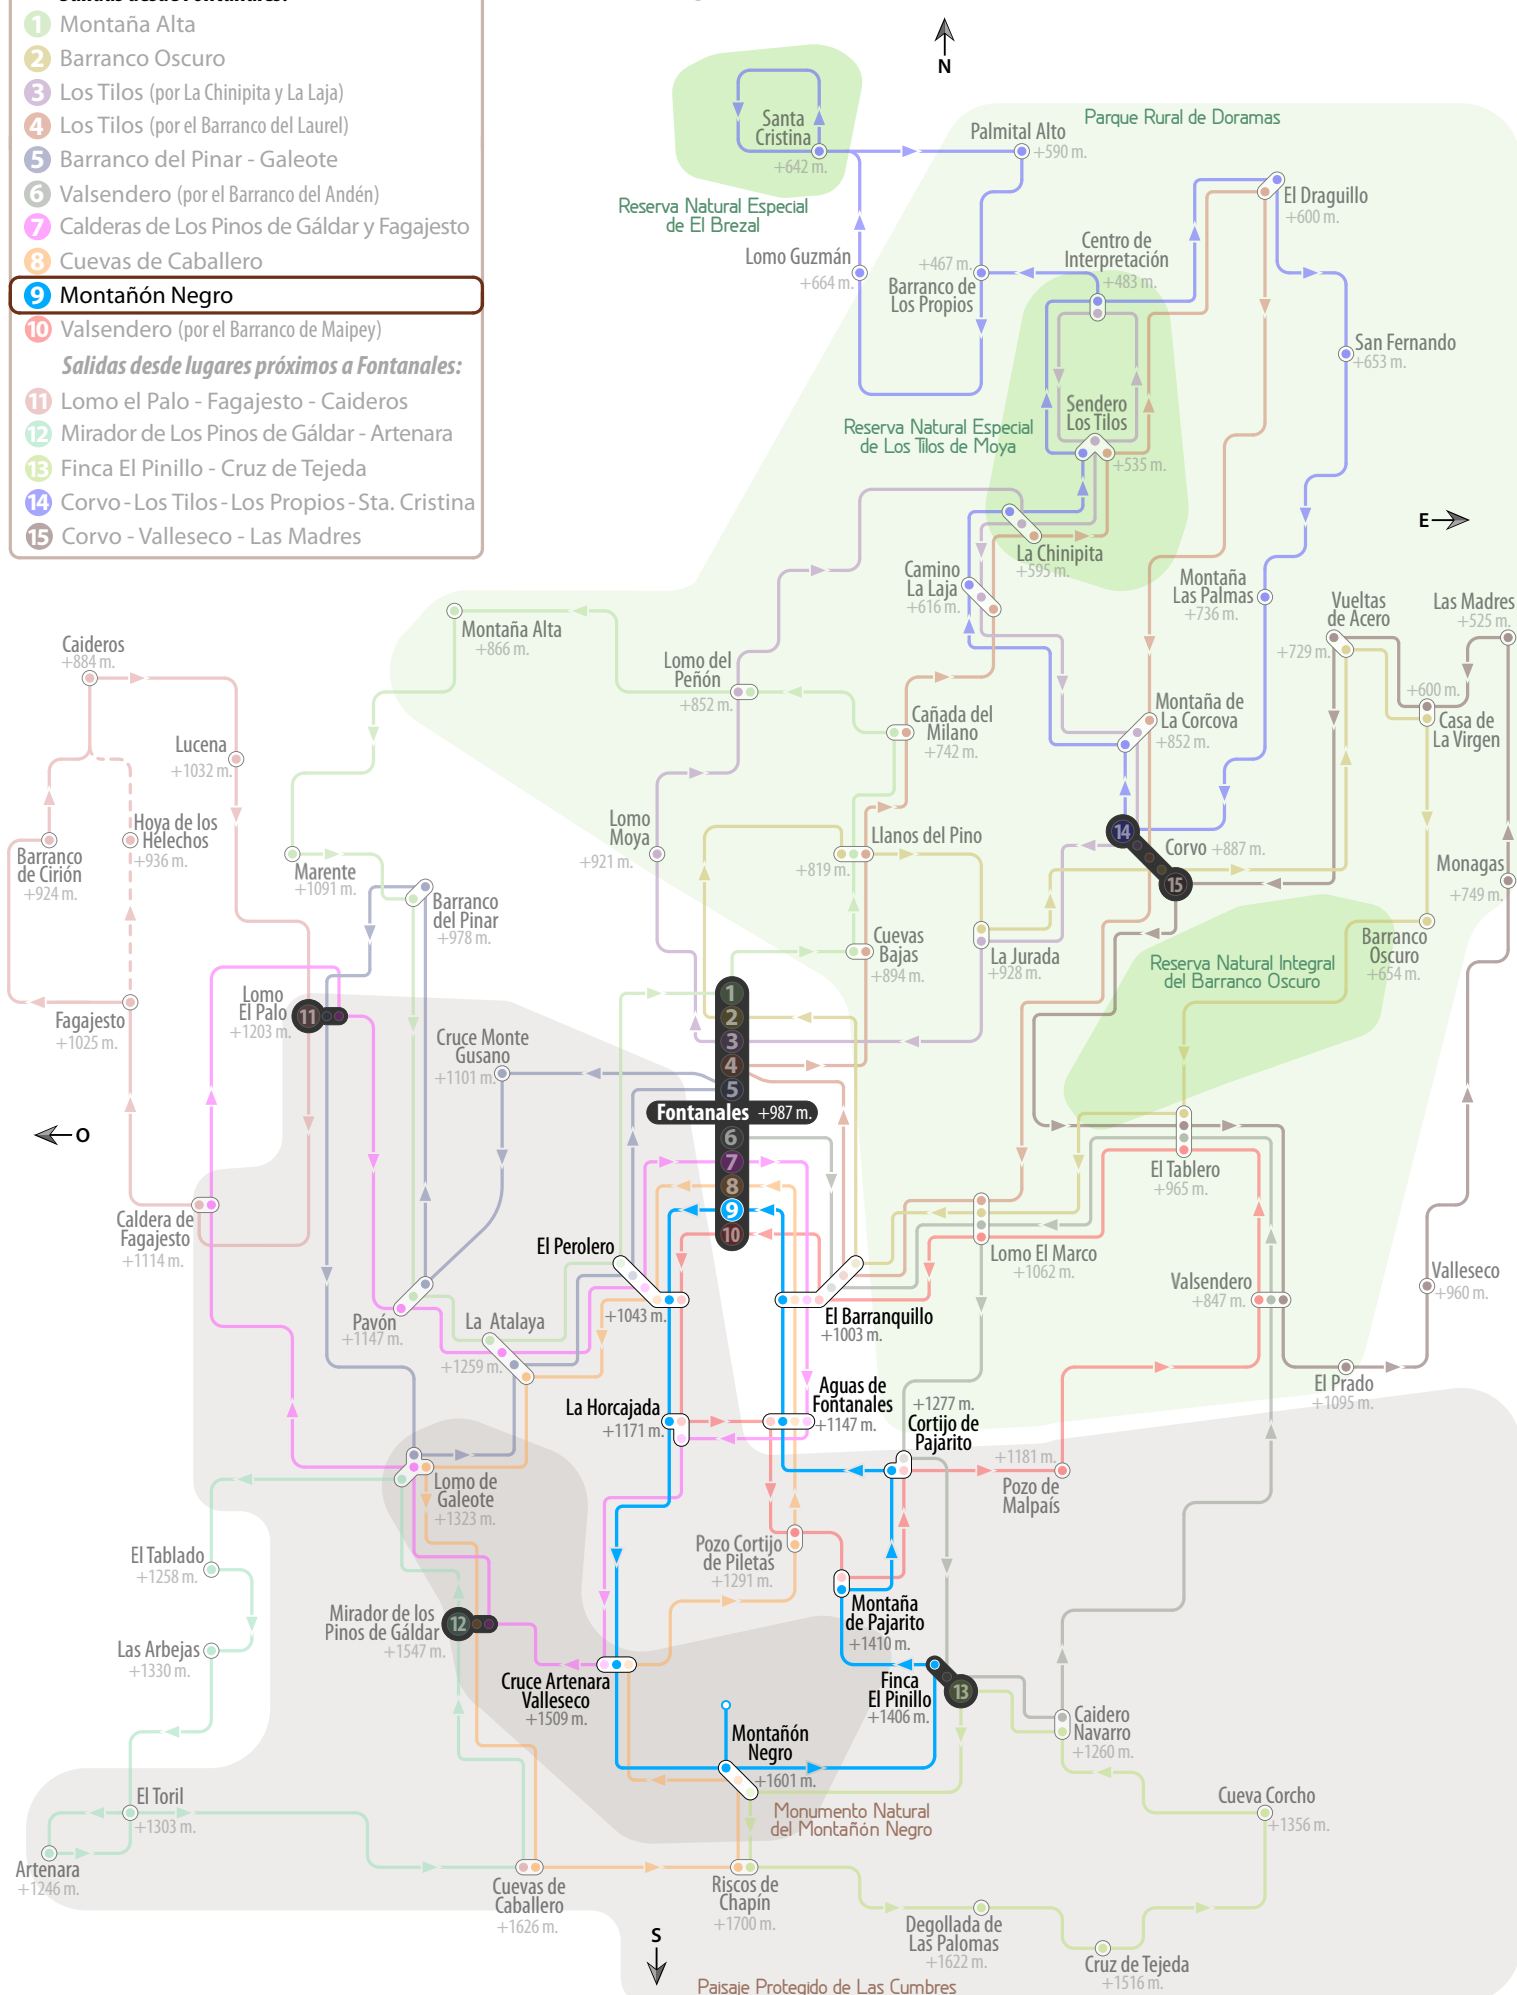 1 Montaña Alta
2 Barranco Oscuro
3 Los Tilos (por La Chinipita y La Laja)
4 Los Tilos (por el Barranco del Laurel)
5 Barranco del Pinar - Galeote
6 Valsendero (por el Barranco del Andén)
7 Calderas de Los Pinos de Gáldar y Fagajesto
8 Cuevas de Caballero
9 Montañón Negro
10 Valsendero (por el Barranco de Maipey)
Salidas desde lugares próximos a Fontanales:
11 Lomo el Palo - Fagajesto - Caideros
12 Mirador de Los Pinos de Gáldar - Artenara
13 Finca El Pinillo - Cruz de Tejeda
14 Corvo - Los Tilos - Los Propios - Sta. Cristina
15 Corvo - Valleseco - Las Madres
N
Santa
Cristina
+642 m.
Palmital Alto
+590 m.
Parque Rural de Doramas
Reserva Natural Especial
de El Brezal
El Draguillo
+600 m.
Lomo Guzmán
+664 m.
+467 m.
Barranco de
Los Propios
Centro de
Interpretación
+483 m.
San Fernando
+653 m.
Reserva Natural Especial
de Los Tilos de Moya
Sendero
Los Tilos
+535 m.
E
La Chinipita
+595 m.
Camino
La Laja
+616 m.
Montaña
Las Palmas
+736 m.
Vueltas
de Acero
+729 m.
Las Madres
+525 m.
Montaña Alta
+866 m.
Caideros
+884 m.
Lomo del
Peñón
+852 m.
Cañada del
Milano
+742 m.
Montaña de
La Corcova
+852 m.
+600 m.
Casa de
La Virgen
Lucena
+1032 m.
Hoya de los
Helechos
+936 m.
Barranco
de Cirión
+924 m.
Marente
+1091 m.
Lomo
Moya
+921 m.
Llanos del Pino
+819 m.
14
Corvo +887 m.
15
Monagas
+749 m.
Barranco
del Pinar
+978 m.
Cuevas
Bajas
+894 m.
La Jurada
+928 m.
Barranco
Oscuro
+654 m.
Reserva Natural Integral
del Barranco Oscuro
Fagajesto
+1025 m.
Lomo
El Palo
+1203 m.
11
Cruce Monte
Gusano
+1101 m.
1
2
3
4
5
Fontanales +987 m.
6
7
8
9
10
O
El Tablero
+965 m.
Caldera de
Fagajesto
+1114 m.
El Perolero
+1043 m.
El Barranquillo
+1003 m.
Lomo El Marco
+1062 m.
Valsendero
+847 m.
Valleseco
+960 m.
Pavón
+1147 m.
La Atalaya
+1259 m.
El Prado
+1095 m.
La Horcajada
+1171 m.
Aguas de
Fontanales
+1147 m.
+1277 m.
Cortijo de
Pajarito
+1181 m.
Pozo de
Malpaís
Lomo de
Galeote
+1323 m.
Pozo Cortijo
de Piletas
+1291 m.
El Tablado
+1258 m.
Montaña
de Pajarito
+1410 m.
Mirador de los
Pinos de Gáldar
+1547 m.
12
Las Arbejas
+1330 m.
Cruce Artenara
Valleseco
+1509 m.
Finca
El Pinillo
+1406 m.
13
Caidero
Navarro
+1260 m.
Montañón
Negro
+1601 m.
El Toril
+1303 m.
Monumento Natural
del Montañón Negro
Cueva Corcho
+1356 m.
Artenara
+1246 m.
Cuevas de
Caballero
+1626 m.
Riscos de
Chapín
+1700 m.
Degollada de
Las Palomas
+1622 m.
Cruz de Tejeda
+1516 m.
S
Paisaje Protegido de Las Cumbres